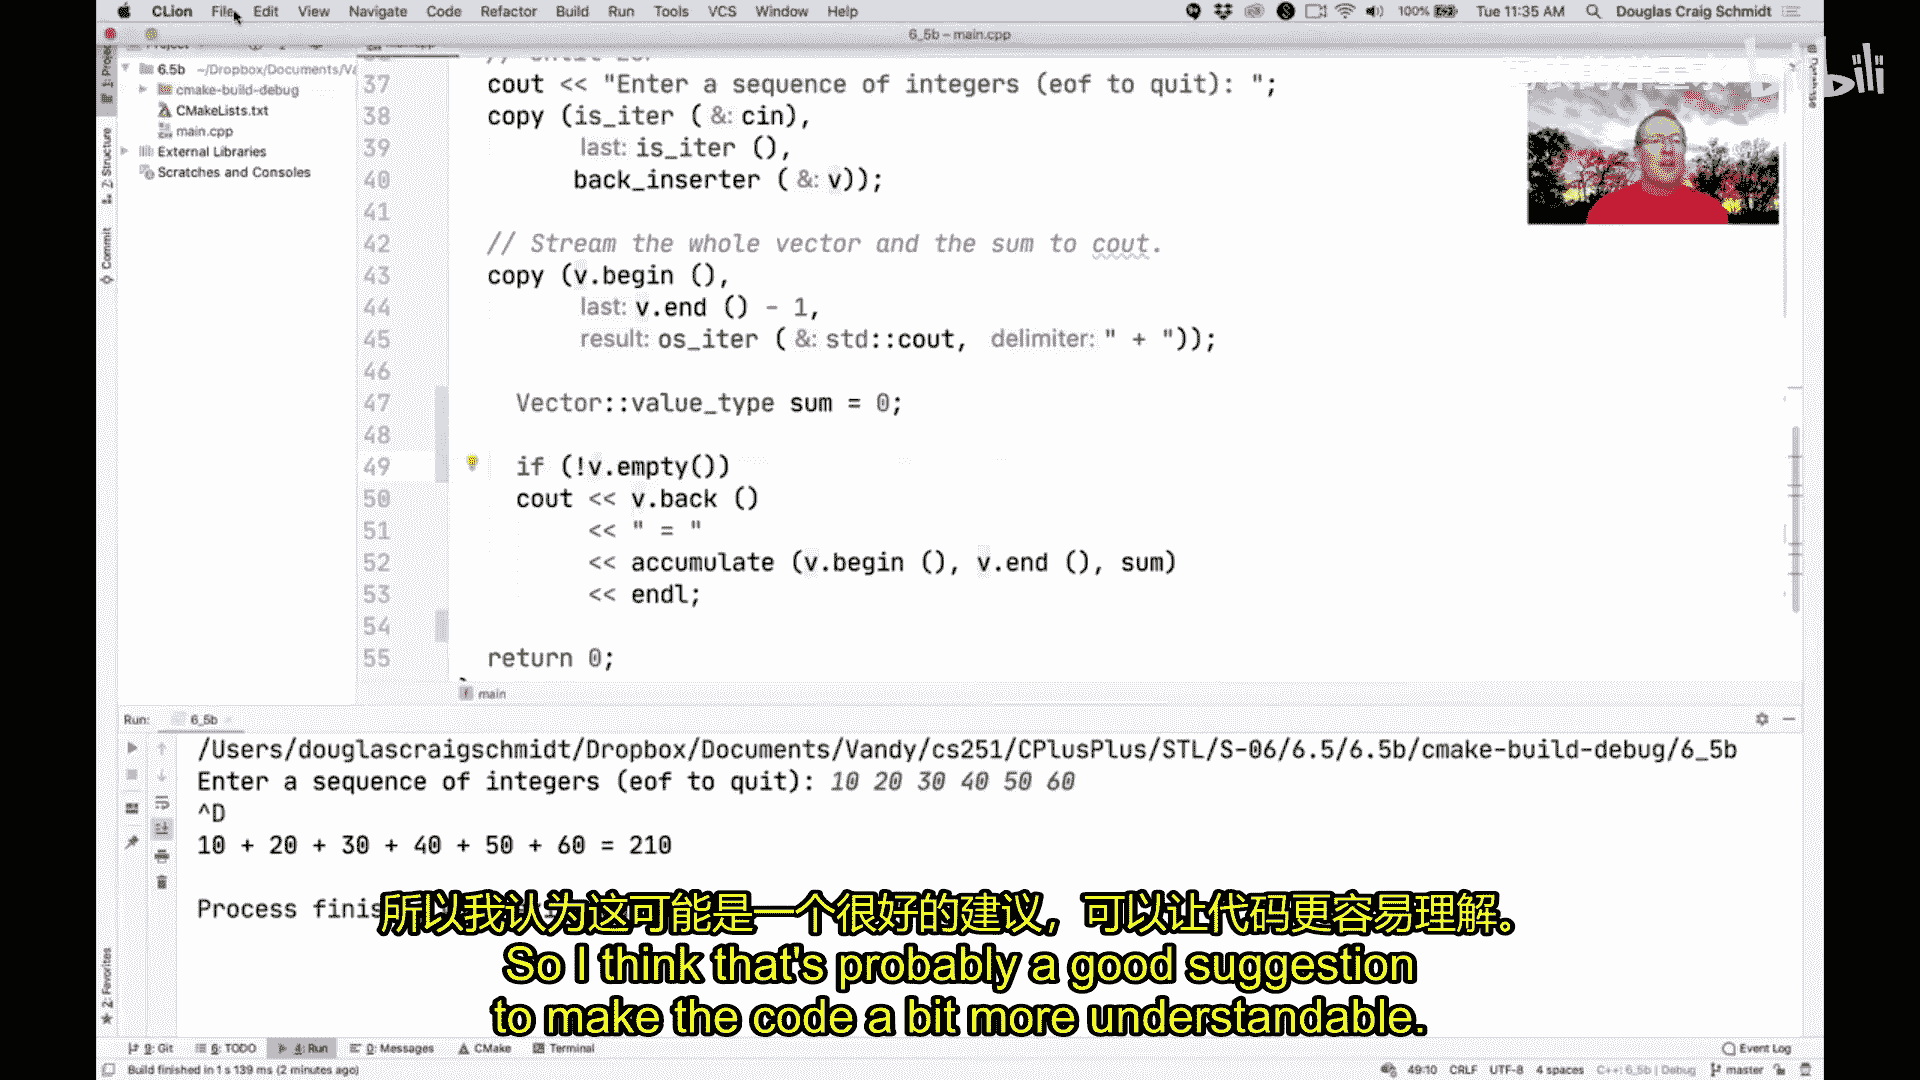 CLion File Edit View Navigate Code Refactor Build Run Tools VCS Window Help 100% Tue 11:35 AM Douglas Craig Schmidt
6_5b – main.cpp
bilibili
1: Project
6.5b ~/Dropbox/Documents/Va
cmake-build-debug
CMakeLists.txt
main.cpp
External Libraries
Scratches and Consoles
Z: Structure
Commit
37 cout << "Enter a sequence of integers (eof to quit): ";
38 copy (is_iter ( &: cin),
39 last: is_iter (),
40 back_inserter ( &: v));
41
42 // Stream the whole vector and the sum to cout.
43 copy (v.begin (),
44 last: v.end () - 1,
45 result: os_iter ( &: std::cout, delimiter: " + "));
46
47 Vector::value_type sum = 0;
48
49 if (!v.empty())
50 cout << v.back ()
51 << " = "
52 << accumulate (v.begin (), v.end (), sum)
53 << endl;
54
55 return 0;
f main
Run: 6_5b
/Users/douglascraigschmidt/Dropbox/Documents/Vandy/cs251/CPlusPlus/STL/S-06/6.5/6.5b/cmake-build-debug/6_5b
Enter a sequence of integers (eof to quit): 10 20 30 40 50 60
^D
10 + 20 + 30 + 40 + 50 + 60 = 210
Process finis
所以我认为这可能是一个很好的建议，可以让代码更容易理解。
So I think that's probably a good suggestion
to make the code a bit more understandable.
2: Favorites
9: Git 6: TODO 4: Run 0: Messages CMake Terminal Event Log
Build finished in 1 s 139 ms (2 minutes ago) 49:10 CRLF UTF-8 4 spaces C++: 6_5b | Debug master